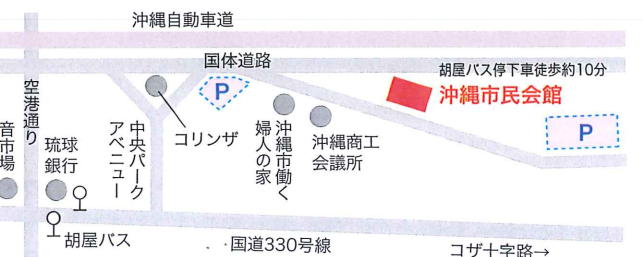 沖縄自動車道
国体道路
胡屋バス停下車徒歩約10分
沖縄市民会館
P
P
空港通り
コリンザ
中央パーク
アベニュー
沖縄市働く
婦人の家
沖縄商工
会議所
音市場
琉球
銀行
胡屋バス
国道330号線
コザ十字路→